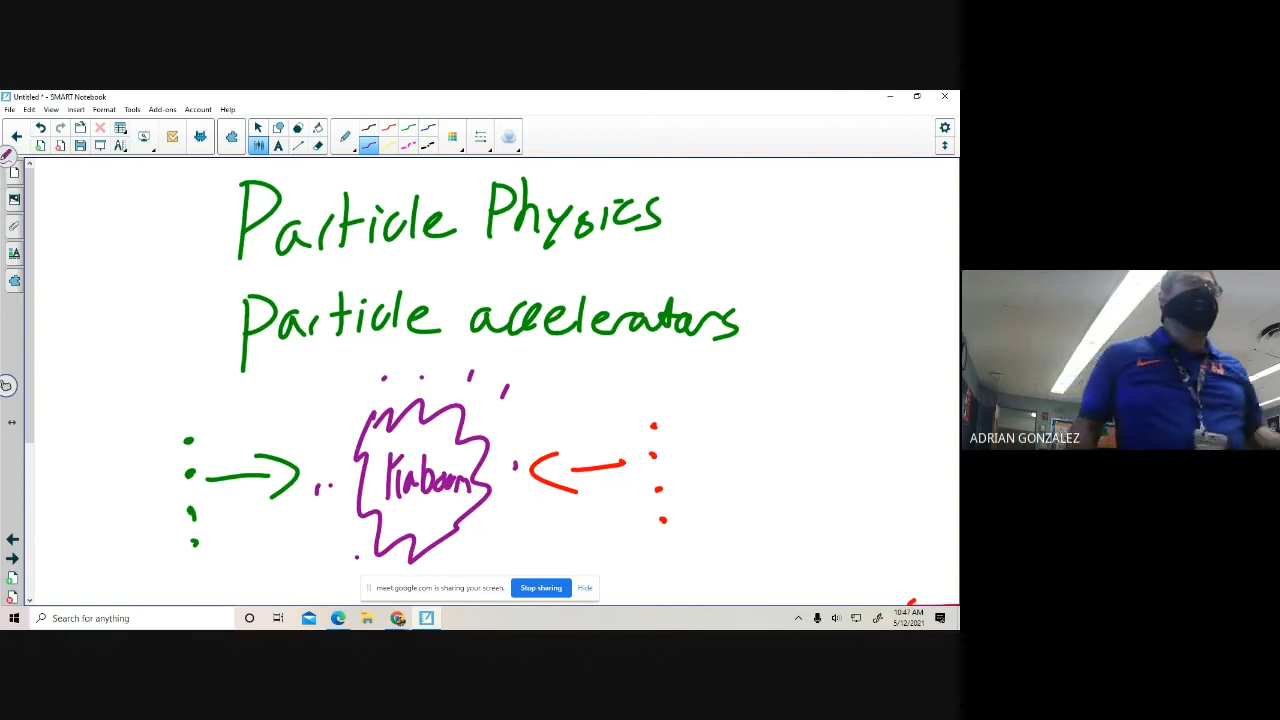 Untitled * - SMART Notebook
File Edit View Insert Format Tools Add-ons Account Help
Particle Physics
Particle accelerators
Kaboom
ADRIAN GONZALEZ
meet.google.com is sharing your screen. Stop sharing Hide
Search for anything
10:47 AM
5/12/2021